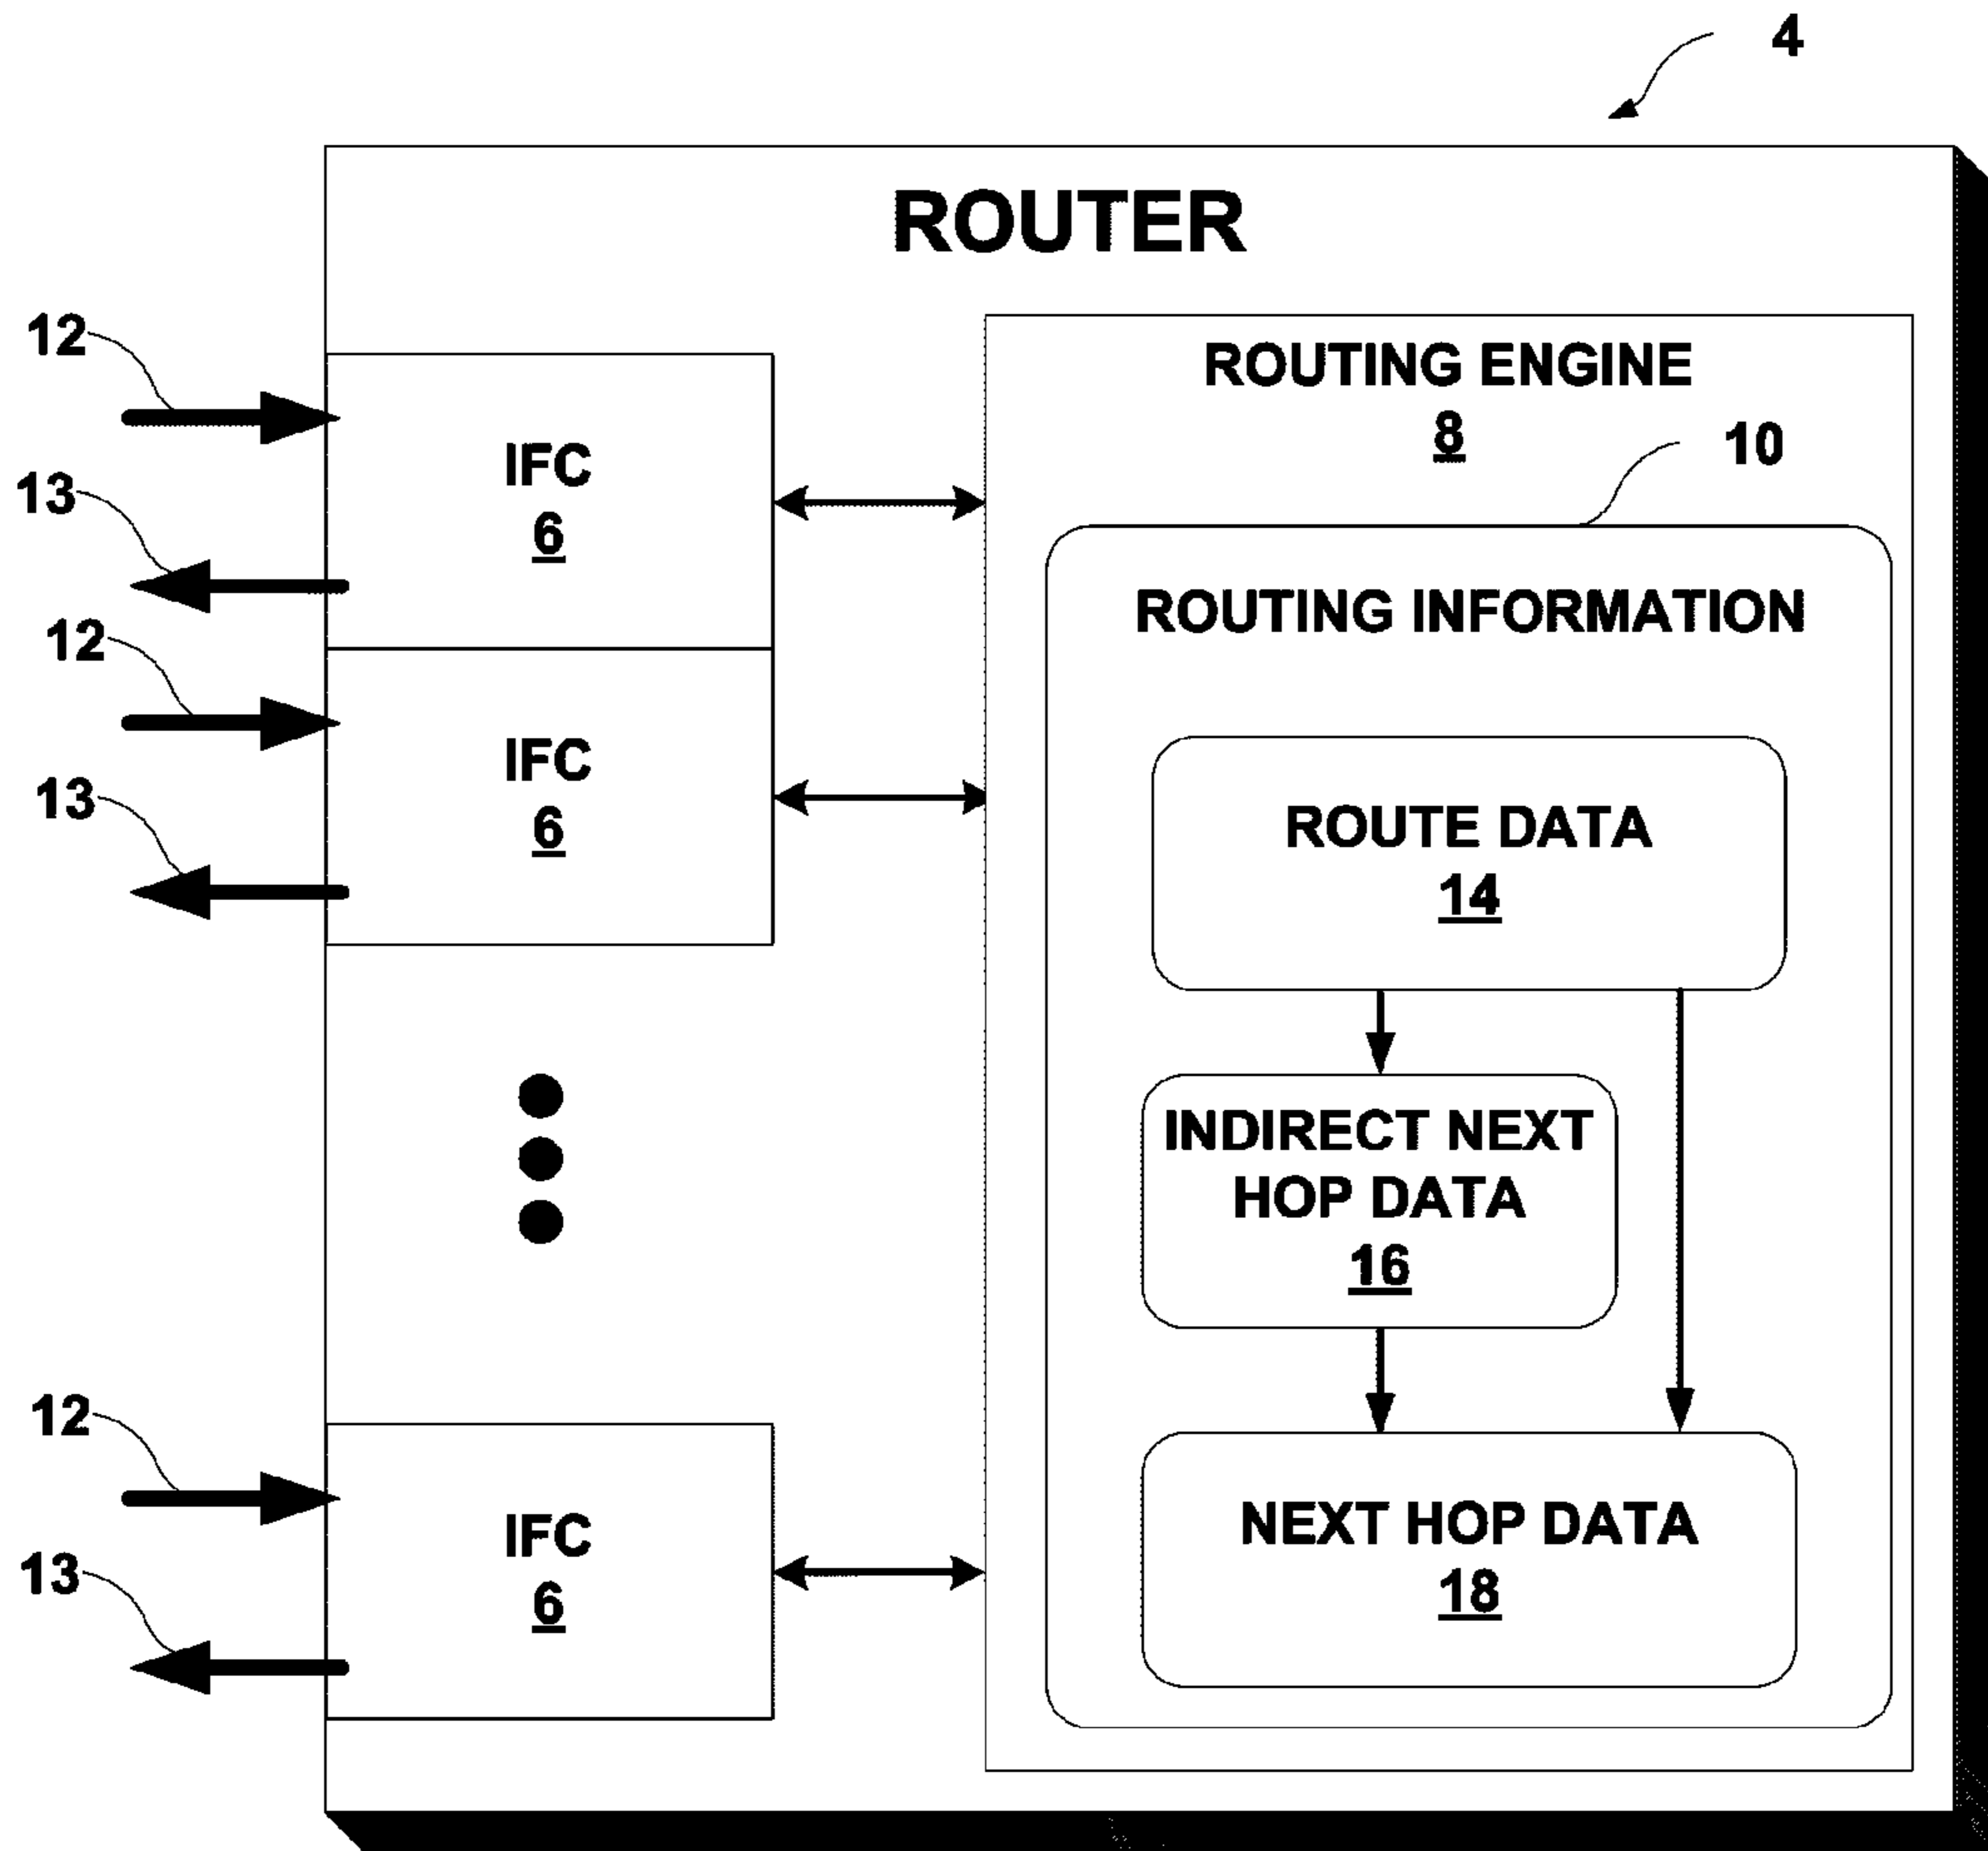 4
ROUTER
12
13
IFC
6
12
13
IFC
6
12
13
IFC
6
ROUTING ENGINE
8
10
ROUTING INFORMATION
ROUTE DATA
14
INDIRECT NEXT
HOP DATA
16
NEXT HOP DATA
18